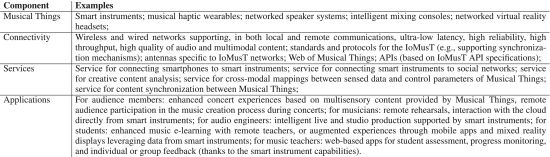 Component Examples
Musical Things Smart instruments; musical haptic wearables; networked speaker systems; intelligent mixing consoles; networked virtual reality
headsets;
Connectivity Wireless and wired networks supporting, in both local and remote communications, ultra-low latency, high reliability, high
throughput, high quality of audio and multimodal content; standards and protocols for the IoMusT (e.g., supporting synchroniza-
tion mechanisms); antennas specific to IoMusT networks; Web of Musical Things; APIs (based on IoMusT API specifications);
Services Service for connecting smartphones to smart instruments; service for connecting smart instruments to social networks; service
for creative content analysis; service for cross-modal mappings between sensed data and control parameters of Musical Things;
service for content synchronization between Musical Things;
Applications For audience members: enhanced concert experiences based on multisensory content provided by Musical Things, remote
audience participation in the music creation process during concerts; for musicians: remote rehearsals, interaction with the cloud
directly from smart instruments; for audio engineers: intelligent live and studio production supported by smart instruments; for
students: enhanced music e-learning with remote teachers, or augmented experiences through mobile apps and mixed reality
displays leveraging data from smart instruments; for music teachers: web-based apps for student assessment, progress monitoring,
and individual or group feedback (thanks to the smart instrument capabilities).